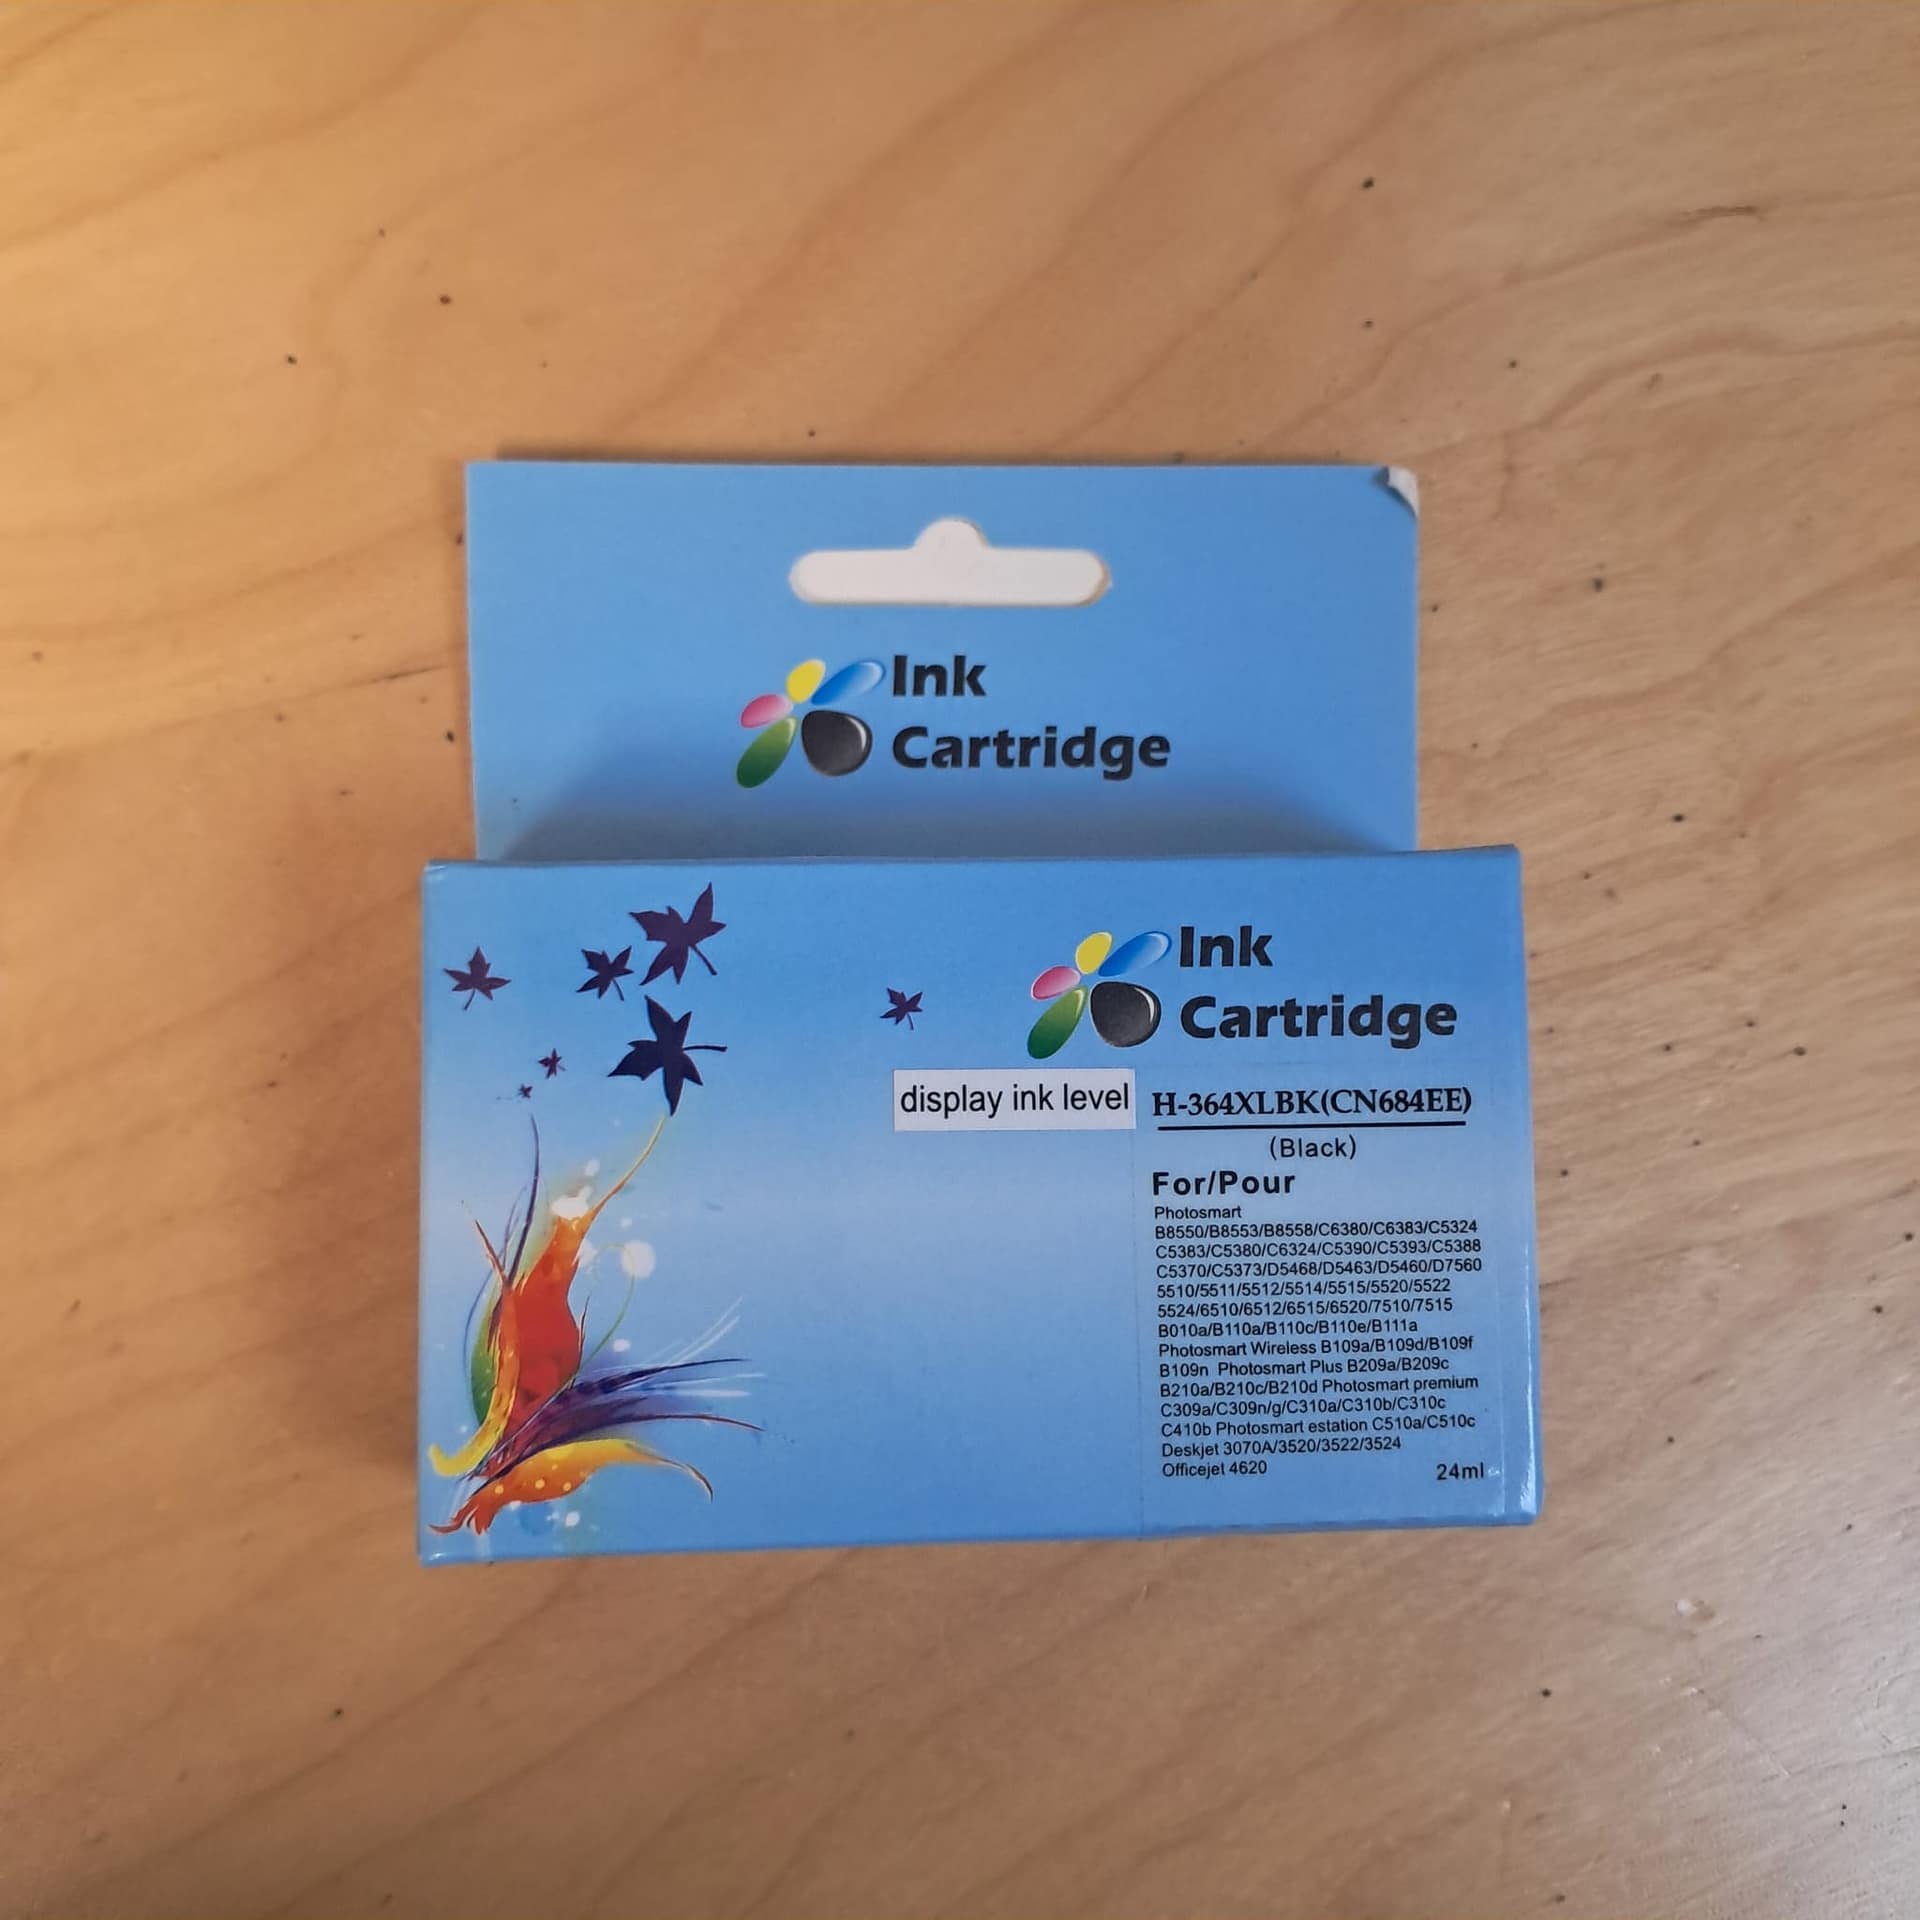 Ink
Cartridge
Ink
Cartridge
display ink level
H-364XLBK(CN684EE)
(Black)
For/Pour
Photosmart
B8550/B8553/B8558/C6380/C6383/C5324
C5383/C5380/C6324/C5390/C5393/C5388
C5370/C5373/D5468/D5463/D5460/D7560
5510/5511/5512/5514/5515/5520/5522
5524/6510/6512/6515/6520/7510/7515
B010a/B110a/B110c/B110e/B111a
Photosmart Wireless B109a/B109d/B109f
B109n Photosmart Plus B209a/B209c
B210a/B210c/B210d Photosmart premium
C309a/C309n/g/C310a/C310b/C310c
C410b Photosmart estation C510a/C510c
Deskjet 3070A/3520/3522/3524
Officejet 4620
24ml